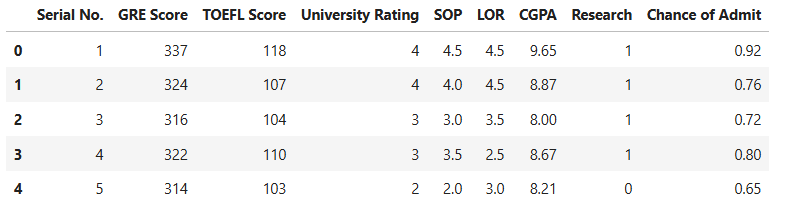 Serial No. GRE Score TOEFL Score University Rating SOP LOR CGPA Research Chance of Admit
0 1 337 118 4 4.5 4.5 9.65 1 0.92
1 2 324 107 4 4.0 4.5 8.87 1 0.76
2 3 316 104 3 3.0 3.5 8.00 1 0.72
3 4 322 110 3 3.5 2.5 8.67 1 0.80
4 5 314 103 2 2.0 3.0 8.21 0 0.65